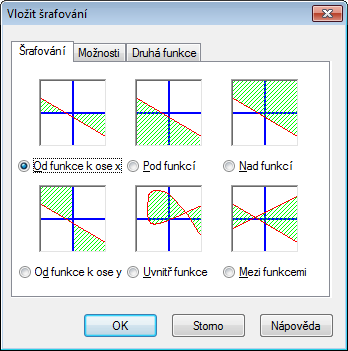 Vložit šrafování
Šrafování Možnosti Druhá funkce
Od funkce k ose x Pod funkcí Nad funkcí
Od funkce k ose y Uvnitř funkce Mezi funkcemi
OK Storno Nápověda